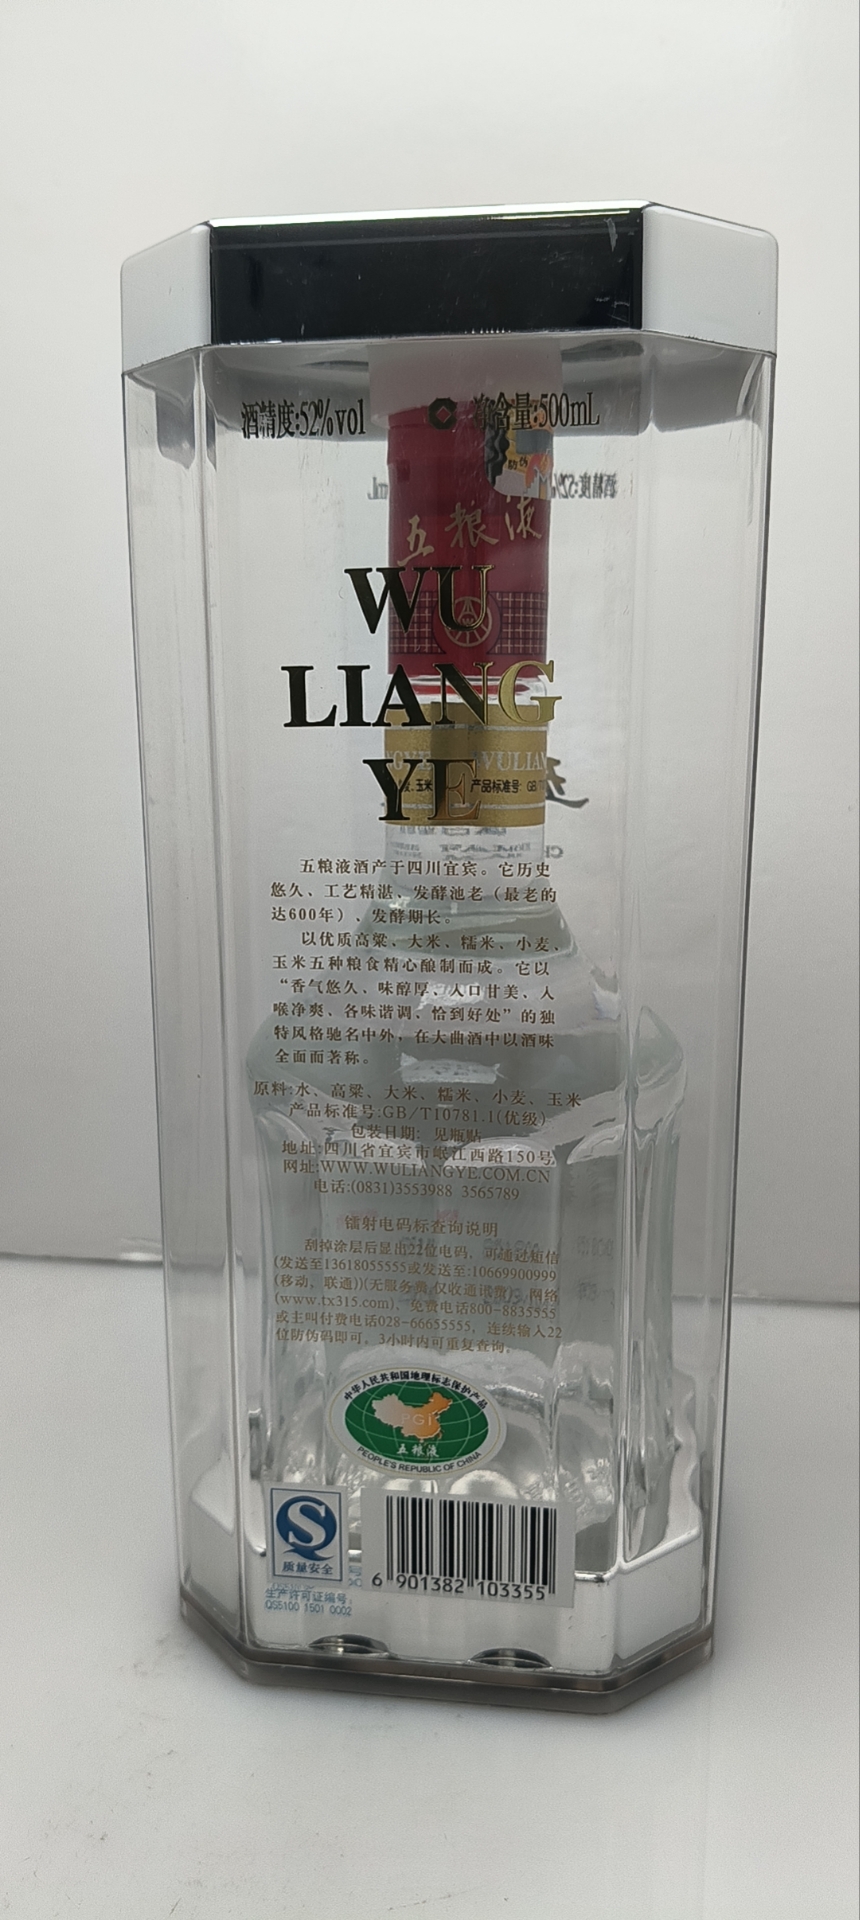 酒精度:52%vol 净含量:500mL
防伪
五粮液
WU
LIANG
YE
产品标准号: GB/T
五粮液酒产于四川宜宾。它历史
悠久、工艺精湛、发酵池老（最老的
达600年）、发酵期长。
以优质高粱、大米、糯米、小麦、
玉米五种粮食精心酿制而成。它以
“香气悠久、味醇厚、入口甘美、入
喉净爽、各味谐调、恰到好处”的独
特风格驰名中外，在大曲酒中以酒味
全面而著称。
原料:水、高粱、大米、糯米、小麦、玉米
产品标准号:GB/T10781.1(优级)
包装日期: 见瓶贴
地址:四川省宜宾市岷江西路150号
网址:WWW.WULIANGYE.COM.CN
电话:(0831)3553988 3565789
镭射电码标查询说明
刮掉涂层后显出22位电码，可通过短信
(发送至13618055555或发送至:10669900999
(移动，联通))(无服务费,仅收通讯费)、网络
(www.tx315.com)、免费电话800-8835555
或主叫付费电话028-66655555，连续输入22
位防伪码即可，3小时内可重复查询。
中华人民共和国地理标志保护产品
PGI
五粮液
PEOPLE'S REPUBLIC OF CHINA
质量安全
生产许可证编号:
QS5100 1501 0002
6 901382 103355